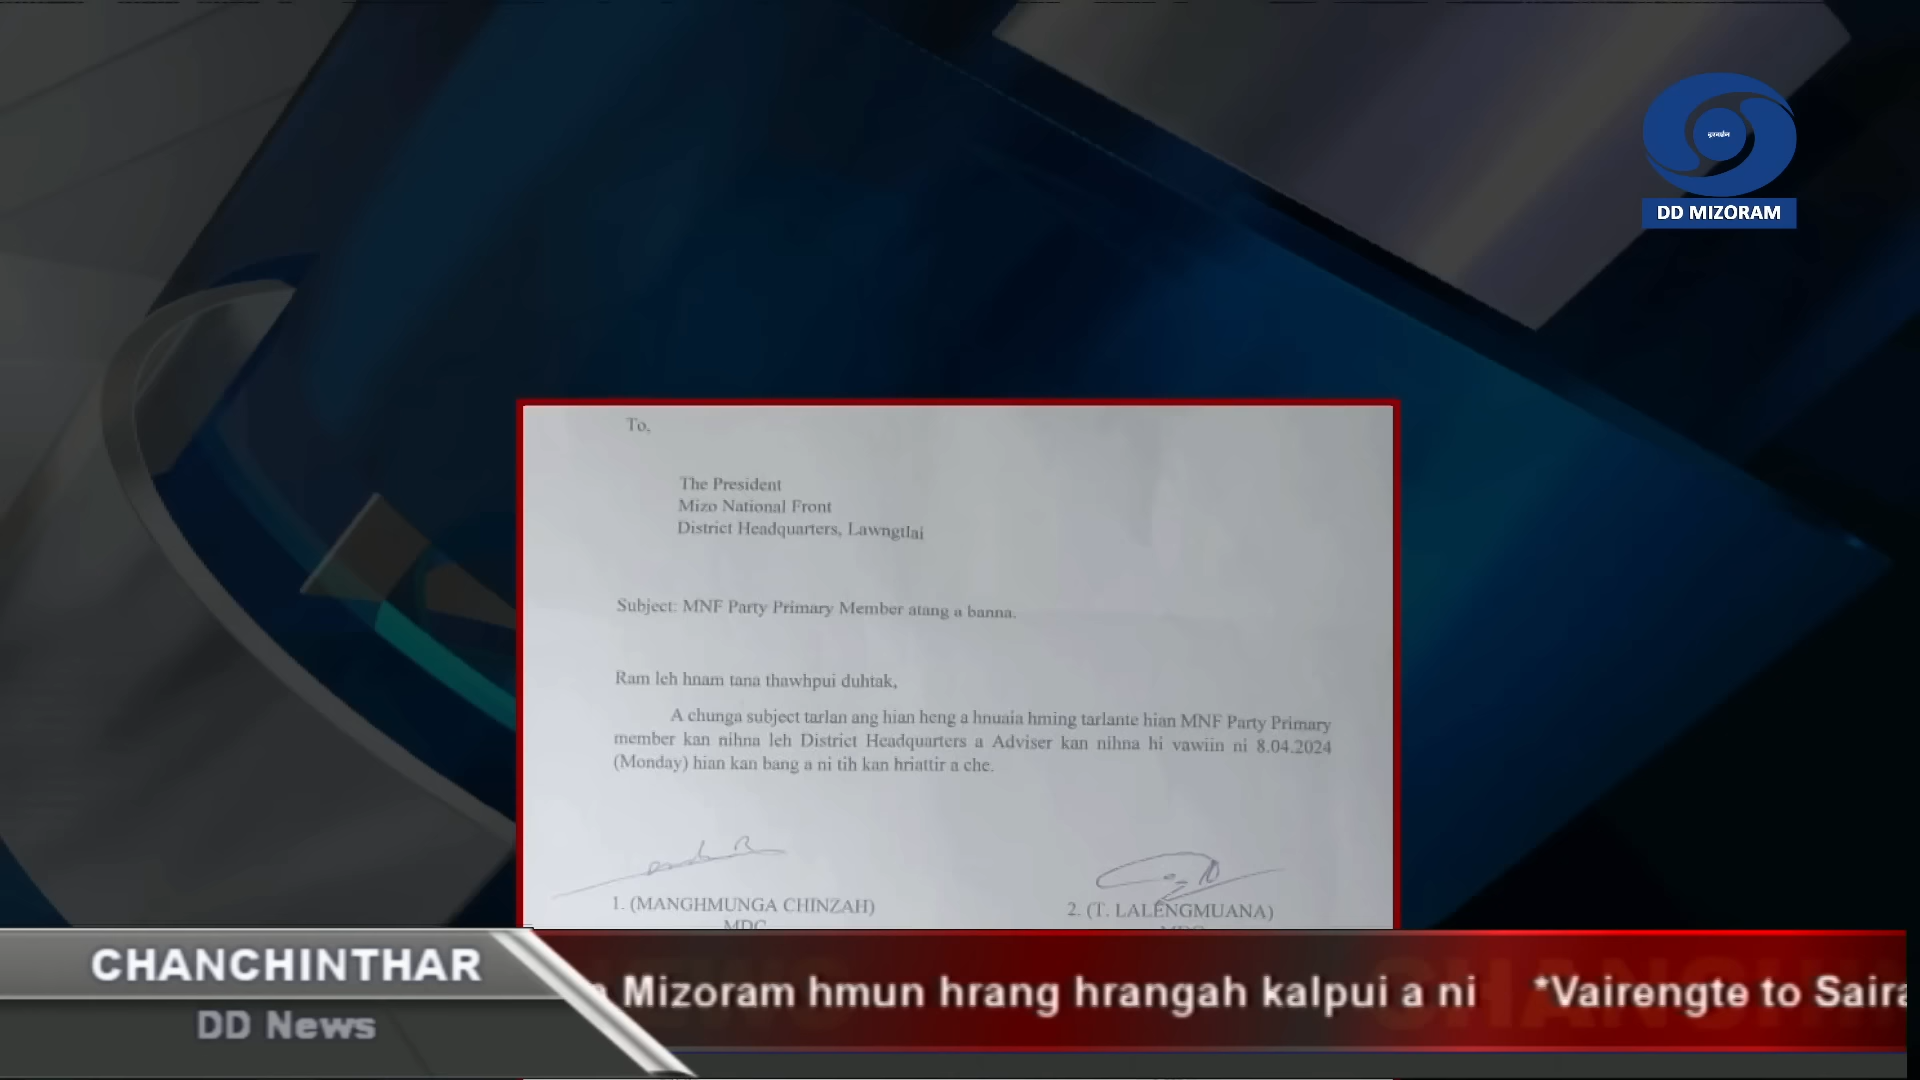 दूरदर्शन
DD MIZORAM
To,
The President
Mizo National Front
District Headquarters, Lawngtlai
Subject: MNF Party Primary Member atang a banna.
Ram leh hnam tana thawhpui duhtak,
A chunga subject tarlan ang hian heng a hnuaia hming tarlante hian MNF Party Primary
member kan nihna leh District Headquarters a Adviser kan nihna hi vawiin ni 8.04.2024
(Monday) hian kan bang a ni tih kan hriattir a che.
1. (MANGHMUNGA CHINZAH)
2. (T. LALENGMUANA)
CHANCHINTHAR
DD News
Mizoram hmun hrang hrangah kalpui a ni *Vairengte to